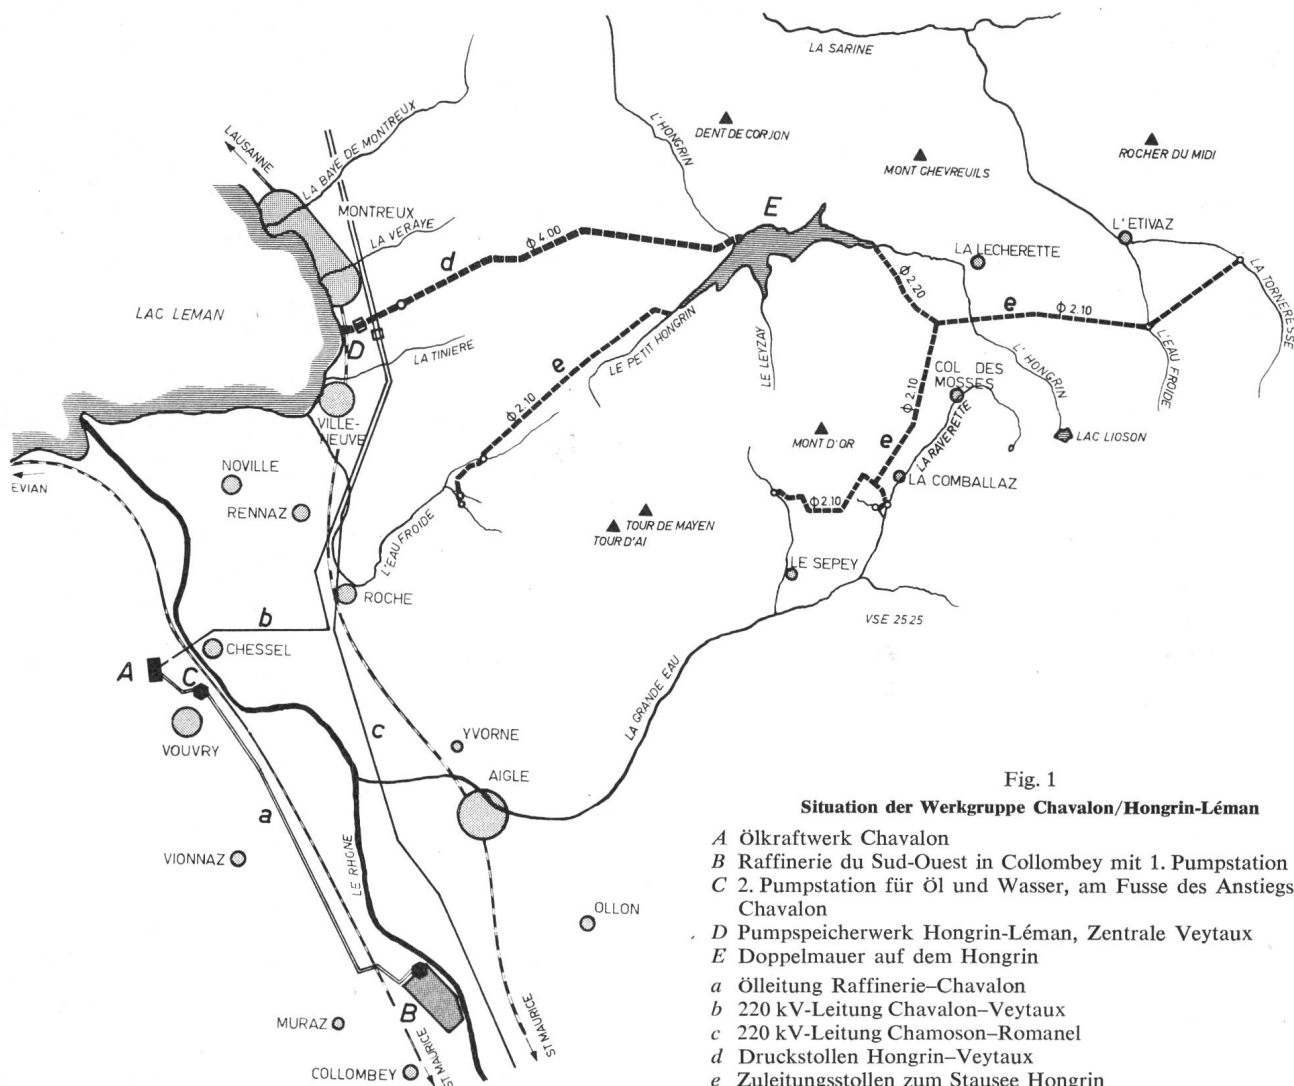 LA SARINE
L'HONGRIN
DENT DE CORJON
MONT CHEVREUILS
ROCHER DU MIDI
LAUSANNE
LA BAYE DE MONTREUX
MONTREUX
LA VERAYE
E
L'ETIVAZ
LA LECHERETTE
LA TORNERESSE
ϕ 4.00
d
ϕ 2.20
e
ϕ 2.10
LAC LEMAN
D
LA TINIERE
LE PETIT HONGRIN
LE LEYZAY
L'HONGRIN
L'EAU FROIDE
e
ϕ 2.10
ϕ 2.10
COL DES
MOSSES
VILLE-
NEUVE
MONT D'OR
e
LA RAVERETTE
LAC LIOSON
EVIAN
NOVILLE
RENNAZ
LA COMBALLAZ
ϕ 2.10
TOUR DE MAYEN
TOUR D'AI
L'EAU FROIDE
LE SEPEY
ROCHE
VSE 2525
b
CHESSEL
A
C
VOUVRY
c
YVORNE
LA GRANDE EAU
AIGLE
a
VIONNAZ
LE RHONE
OLLON
B
MURAZ
COLLOMBEY
ST MAURICE
ST MAURICE
Fig. 1
Situation der Werkgruppe Chavalon/Hongrin-Léman
A Ölkraftwerk Chavalon
B Raffinerie du Sud-Ouest in Collombey mit 1. Pumpstation
C 2. Pumpstation für Öl und Wasser, am Fusse des Anstiegs
Chavalon
D Pumpspeicherwerk Hongrin-Léman, Zentrale Veytaux
E Doppelmauer auf dem Hongrin
a Ölleitung Raffinerie–Chavalon
b 220 kV-Leitung Chavalon–Veytaux
c 220 kV-Leitung Chamoson–Romanel
d Druckstollen Hongrin–Veytaux
e Zuleitungsstollen zum Stausee Hongrin